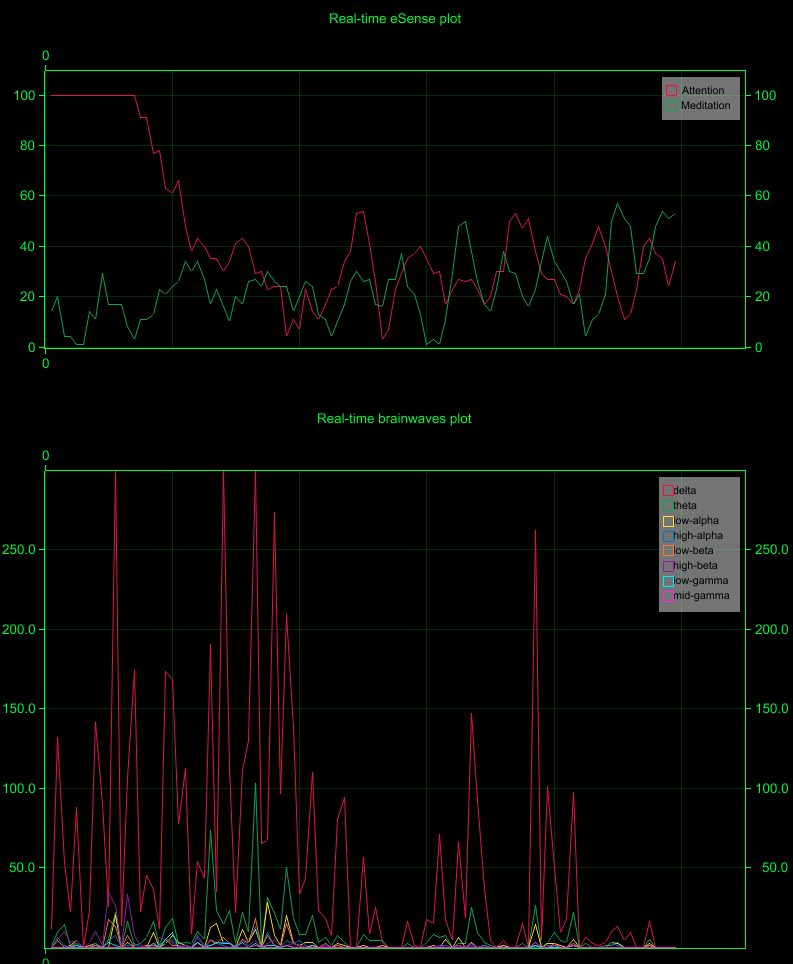 Real-time eSense plot
0
100 100
80 80
60 60
40 40
20 20
0 0
0
Attention
Meditation
Real-time brainwaves plot
0
250.0 250.0
200.0 200.0
150.0 150.0
100.0 100.0
50.0 50.0
delta
theta
low-alpha
high-alpha
low-beta
high-beta
low-gamma
mid-gamma
0